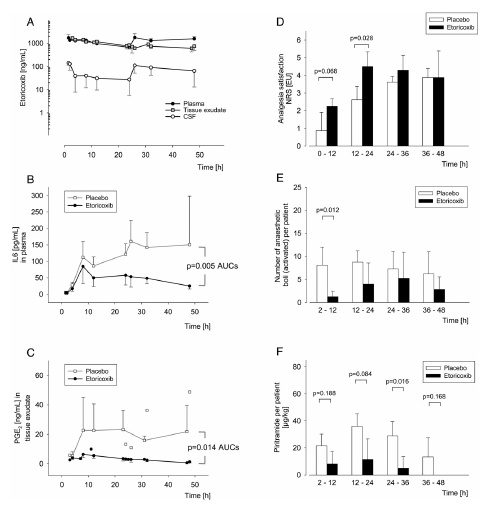 A
Etoricoxib [ng/mL]
1000
100
10
1
Plasma
Tissue exudate
CSF
0 10 20 30 40 50
Time [h]
B
Placebo
Etoricoxib
IL6 [pg/mL]
in plasma
300
250
200
150
100
50
0
p=0.005 AUCs
0 10 20 30 40 50
Time [h]
C
Placebo
Etoricoxib
PGE2 [ng/mL] in
tissue exudate
60
40
20
0
p=0.014 AUCs
0 10 20 30 40 50
Time [h]
D
Placebo
Etoricoxib
Analgesia satisfaction
NRS [EU]
6
5
4
3
2
1
0
p=0.068
p=0.028
0 - 12 12 - 24 24 - 36 36 - 48
Time [h]
E
Placebo
Etoricoxib
Number of anaesthetic
boli (activated) per patient
25
20
15
10
5
0
p=0.012
2 - 12 12 - 24 24 - 36 36 - 48
Time [h]
F
Placebo
Etoricoxib
Piritramide per patient
[µg/kg]
80
60
40
20
0
p=0.188
p=0.084
p=0.016
p=0.168
2 - 12 12 - 24 24 - 36 36 - 48
Time [h]